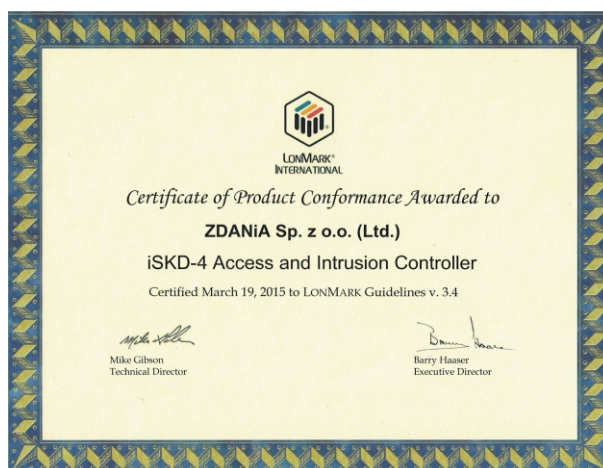 LONMARK®
INTERNATIONAL
Certificate of Product Conformance Awarded to
ZDANiA Sp. z o.o. (Ltd.)
iSKD-4 Access and Intrusion Controller
Certified March 19, 2015 to LONMARK Guidelines v. 3.4
Mike Gibson
Technical Director
Barry Haaser
Executive Director